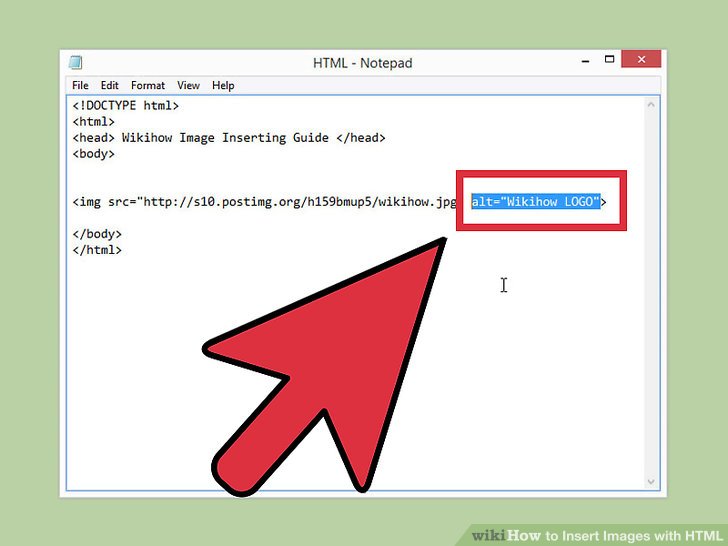 HTML - Notepad
File Edit Format View Help
<!DOCTYPE html>
<html>
<head> Wikihow Image Inserting Guide </head>
<body>
<img src="http://s10.postimg.org/h159bmup5/wikihow.jpg alt="Wikihow LOGO">
</body>
</html>
wikiHow to Insert Images with HTML